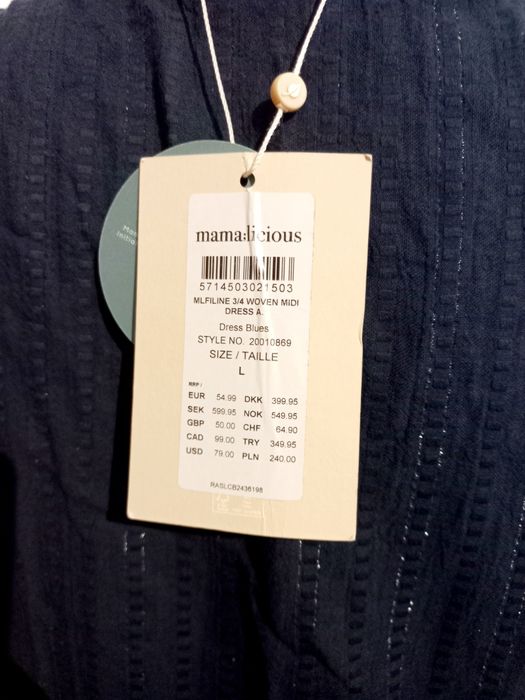 mama:licious
5714503021503
MLFILINE 3/4 WOVEN MIDI
DRESS A.
Dress Blues
STYLE NO. 20010869
SIZE / TAILLE
L
RRP /
EUR 54.99 DKK 399.95
SEK 599.95 NOK 549.95
GBP 50.00 CHF 64.90
CAD 99.00 TRY 349.95
USD 79.00 PLN 240.00
RASLCB2436198